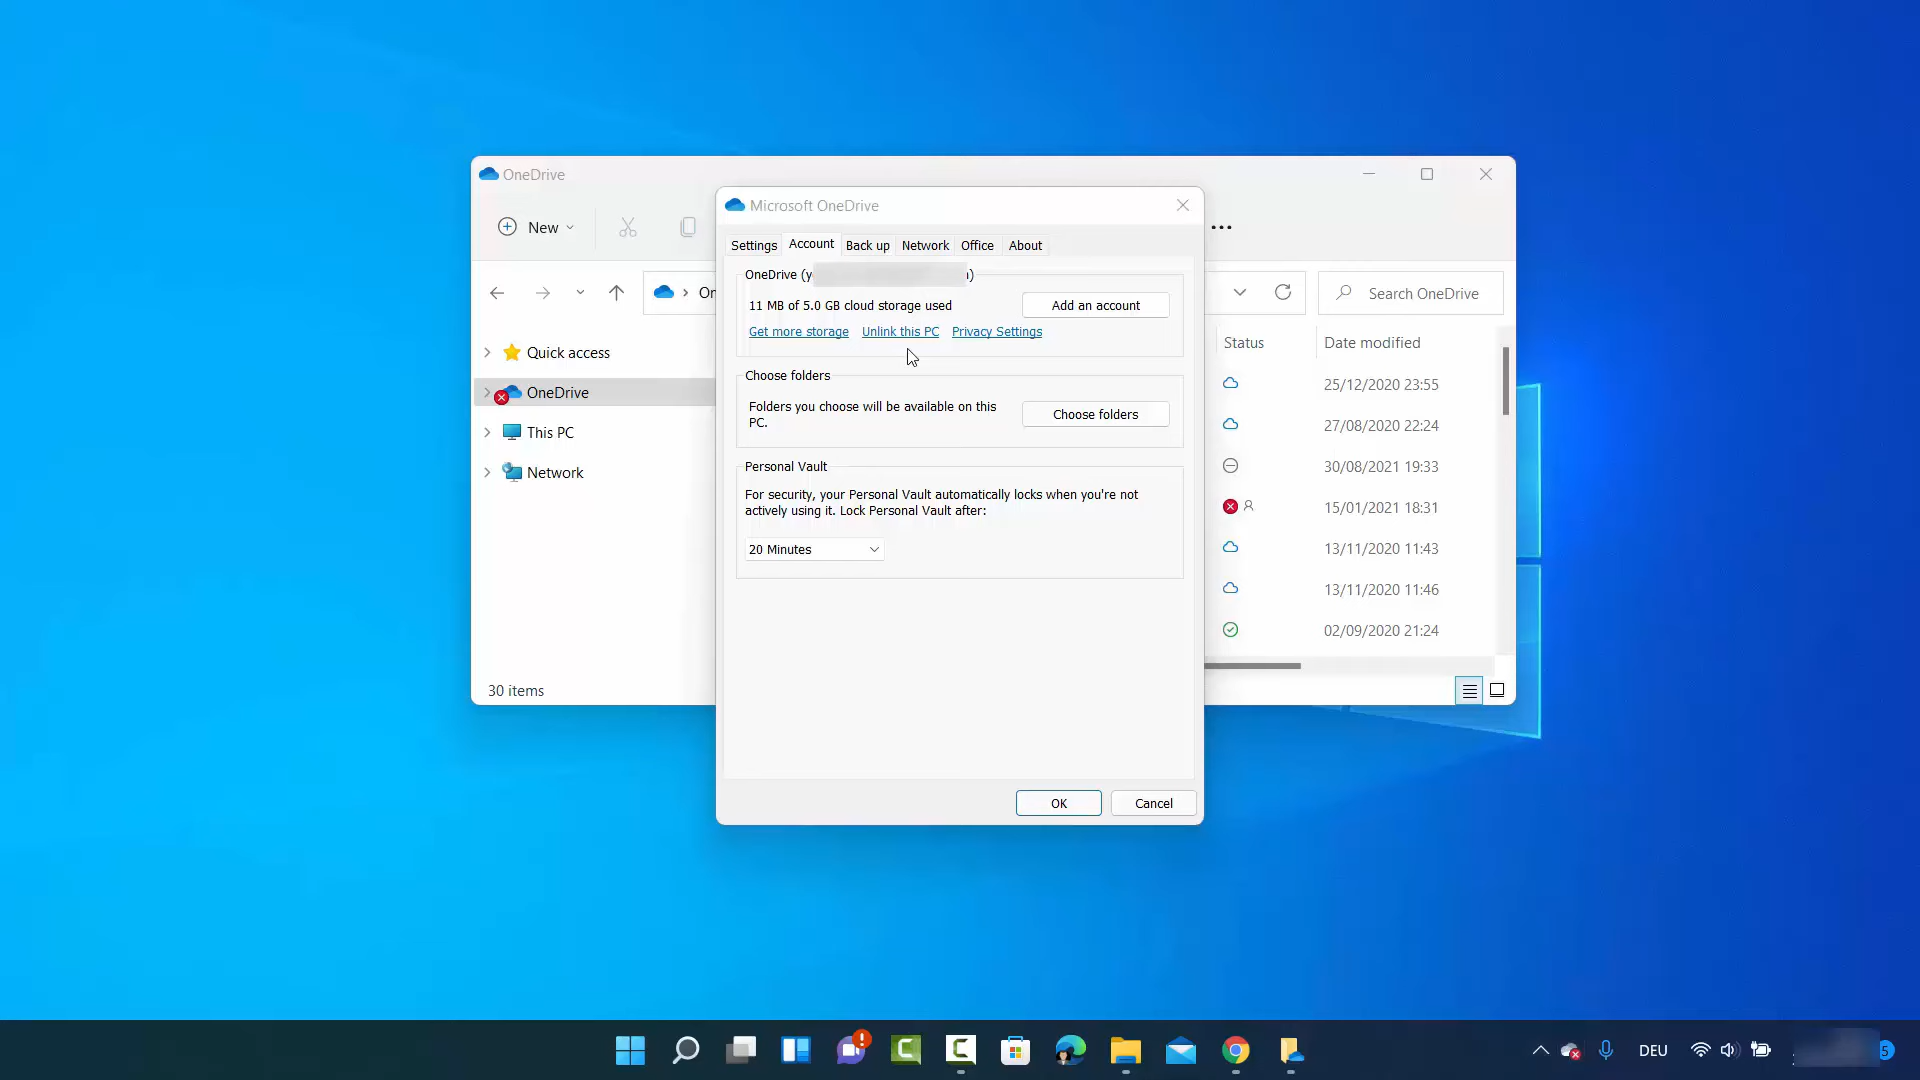 OneDrive
New
On
Search OneDrive
Quick access
OneDrive
This PC
Network
30 items
Status
Date modified
25/12/2020 23:55
27/08/2020 22:24
30/08/2021 19:33
15/01/2021 18:31
13/11/2020 11:43
13/11/2020 11:46
02/09/2020 21:24
Microsoft OneDrive
Settings Account Back up Network Office About
OneDrive (y
)
11 MB of 5.0 GB cloud storage used
Add an account
Get more storage Unlink this PC Privacy Settings
Choose folders
Folders you choose will be available on this
PC.
Choose folders
Personal Vault
For security, your Personal Vault automatically locks when you're not
actively using it. Lock Personal Vault after:
20 Minutes
OK Cancel
DEU
5